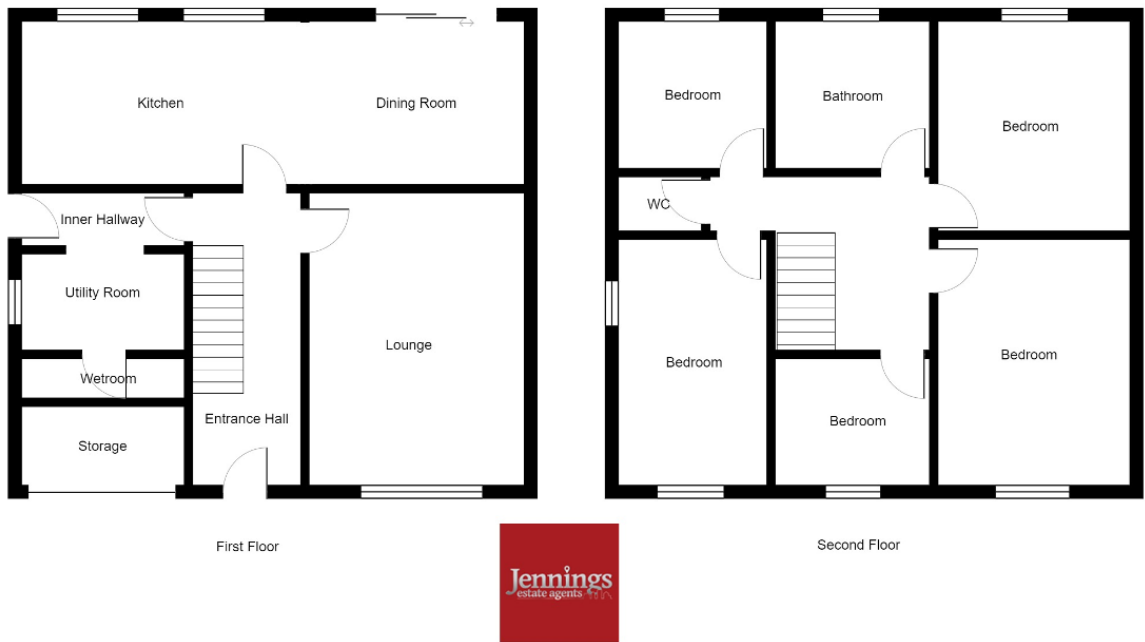 Kitchen
Dining Room
Inner Hallway
Utility Room
Lounge
Wetroom
Entrance Hall
Storage
First Floor
Bedroom
Bathroom
Bedroom
WC
Bedroom
Bedroom
Bedroom
Second Floor
Jennings
estate agents